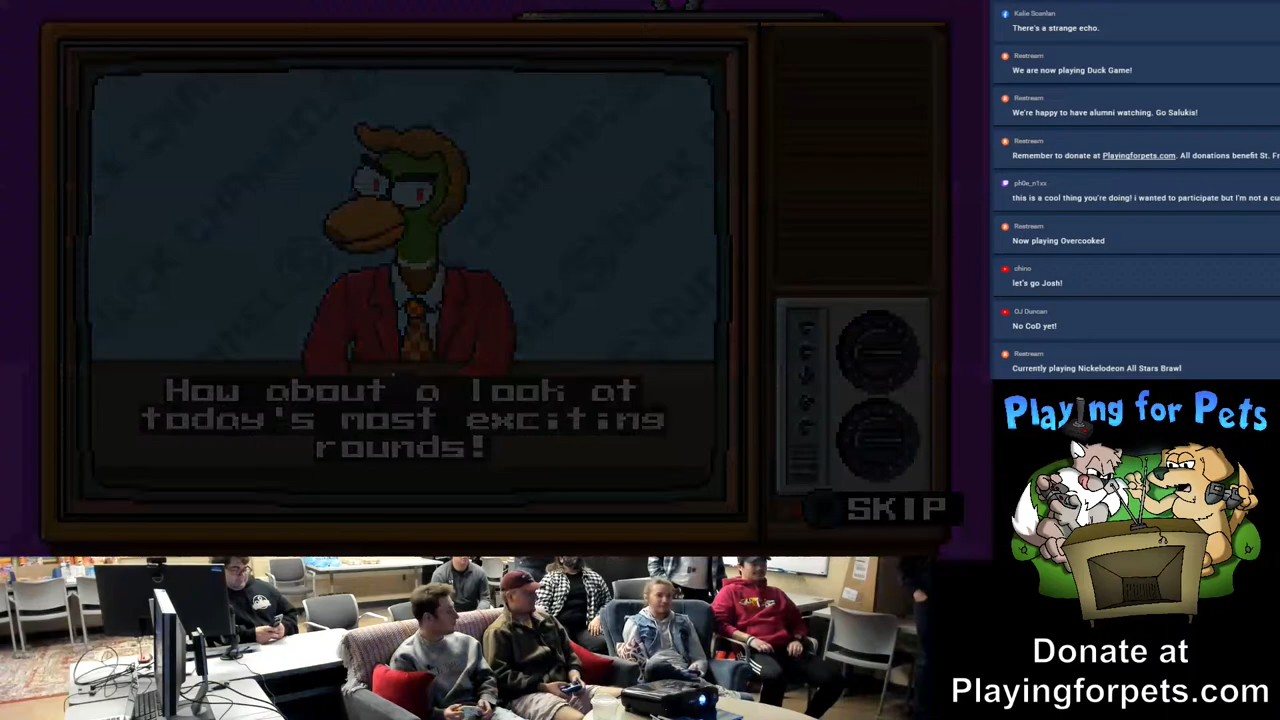 How about a look at
today's most exciting
rounds!
SKIP
Kalie Scanlan
There's a strange echo.
Restream
We are now playing Duck Game!
Restream
We're happy to have alumni watching. Go Salukis!
Restream
Remember to donate at Playingforpets.com. All donations benefit St. Fr
ph0e_n1xx
this is a cool thing you're doing! i wanted to participate but I'm not a cu
Restream
Now playing Overcooked
chino
let's go Josh!
OJ Duncan
No CoD yet!
Restream
Currently playing Nickelodeon All Stars Brawl
Playing for Pets
Donate at
Playingforpets.com